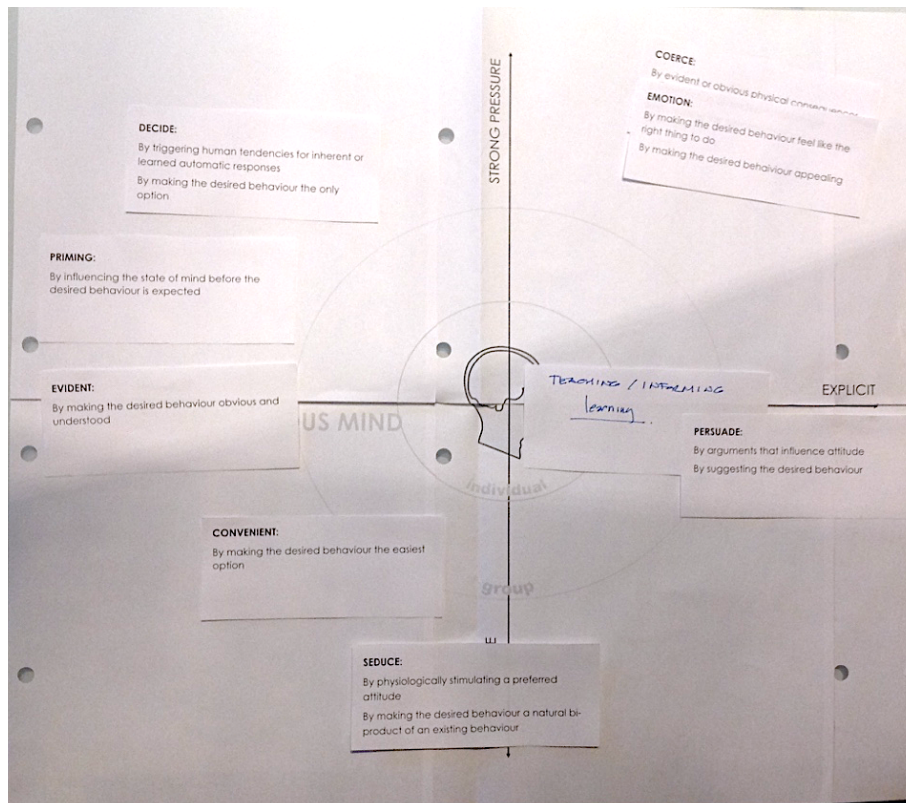 STRONG PRESSURE
COERCE:
By evident or obvious physical
EMOTION:
By making the desired behaviour feel like the
right thing to do
By making the desired behaiviour appealing
DECIDE:
By triggering human tendencies for inherent or
learned automatic responses
By making the desired behaviour the only
option
PRIMING:
By influencing the state of mind before the
desired behaviour is expected
EVIDENT:
By making the desired behaviour obvious and
understood
US MIND
TEACHING / INFORMING
learning.
EXPLICIT
PERSUADE:
By arguments that influence attitude
By suggesting the desired behaviour
individual
CONVENIENT:
By making the desired behaviour the easiest
option
group
E
SEDUCE:
By physiologically stimulating a preferred
attitude
By making the desired behaviour a natural bi-
product of an existing behaviour